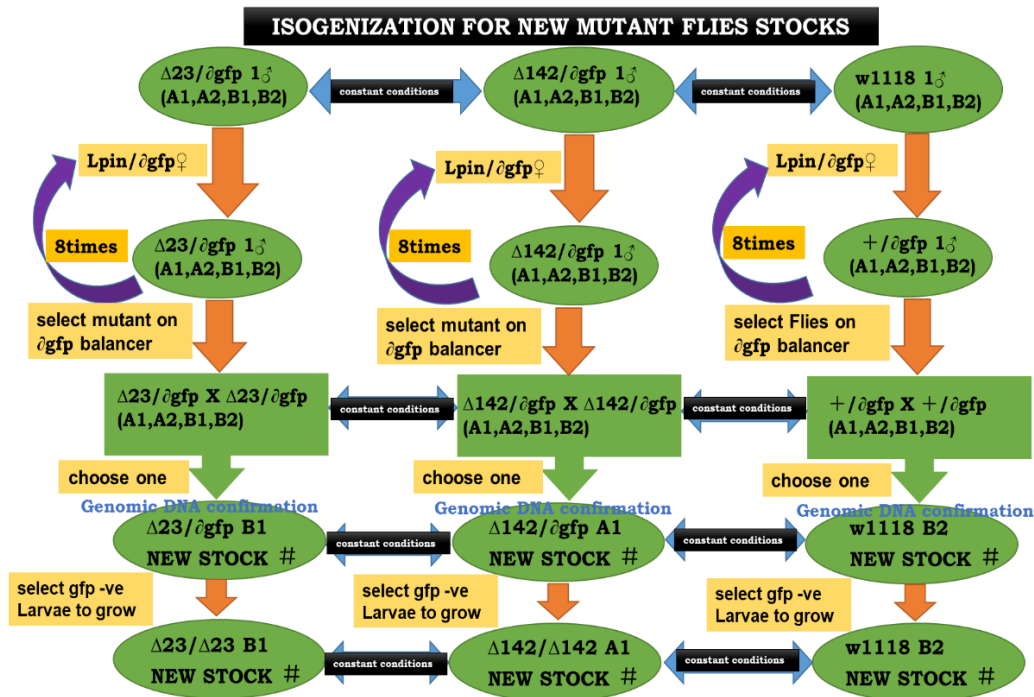 ISOGENIZATION FOR NEW MUTANT FLIES STOCKS
Δ23/∂gfp 1♂
(A1,A2,B1,B2)
constant conditions
Δ142/∂gfp 1♂
(A1,A2,B1,B2)
constant conditions
w1118 1♂
(A1,A2,B1,B2)
Lpin/∂gfp♀
Lpin/∂gfp♀
Lpin/∂gfp♀
8times
Δ23/∂gfp 1♂
(A1,A2,B1,B2)
8times
Δ142/∂gfp 1♂
(A1,A2,B1,B2)
8times
+/∂gfp 1♂
(A1,A2,B1,B2)
select mutant on
∂gfp balancer
select mutant on
∂gfp balancer
select Flies on
∂gfp balancer
Δ23/∂gfp X Δ23/∂gfp
(A1,A2,B1,B2)
constant conditions
Δ142/∂gfp X Δ142/∂gfp
(A1,A2,B1,B2)
constant conditions
+/∂gfp X +/∂gfp
(A1,A2,B1,B2)
choose one
choose one
choose one
Genomic DNA confirmation
Genomic DNA confirmation
Genomic DNA confirmation
Δ23/∂gfp B1
NEW STOCK #
constant conditions
Δ142/∂gfp A1
NEW STOCK #
constant conditions
w1118 B2
NEW STOCK #
select gfp -ve
Larvae to grow
select gfp -ve
Larvae to grow
select gfp -ve
Larvae to grow
Δ23/Δ23 B1
NEW STOCK #
constant conditions
Δ142/Δ142 A1
NEW STOCK #
constant conditions
w1118 B2
NEW STOCK #